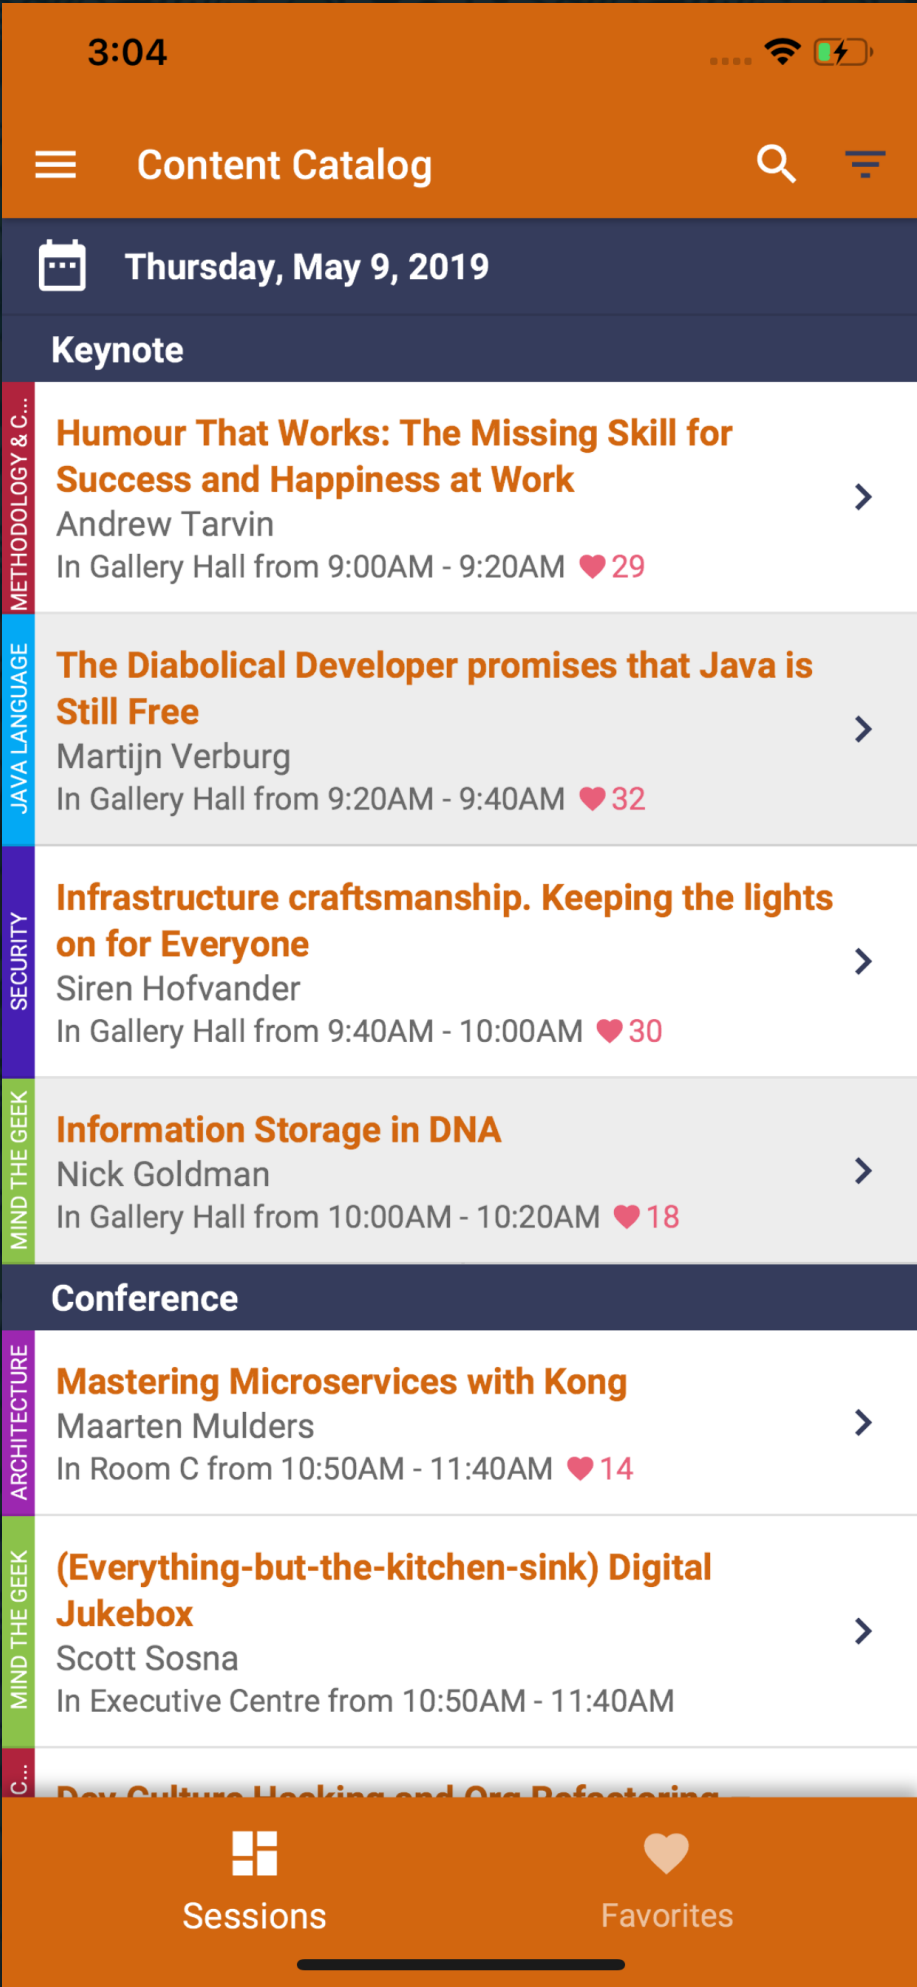 3:04
Content Catalog
Thursday, May 9, 2019
Keynote
METHODOLOGY & C...
Humour That Works: The Missing Skill for
Success and Happiness at Work
Andrew Tarvin
In Gallery Hall from 9:00AM - 9:20AM 29
JAVA LANGUAGE
The Diabolical Developer promises that Java is
Still Free
Martijn Verburg
In Gallery Hall from 9:20AM - 9:40AM 32
SECURITY
Infrastructure craftsmanship. Keeping the lights
on for Everyone
Siren Hofvander
In Gallery Hall from 9:40AM - 10:00AM 30
MIND THE GEEK
Information Storage in DNA
Nick Goldman
In Gallery Hall from 10:00AM - 10:20AM 18
Conference
ARCHITECTURE
Mastering Microservices with Kong
Maarten Mulders
In Room C from 10:50AM - 11:40AM 14
MIND THE GEEK
(Everything-but-the-kitchen-sink) Digital
Jukebox
Scott Sosna
In Executive Centre from 10:50AM - 11:40AM
C...
Dev Culture Hacking and Org Refactoring –
Sessions
Favorites